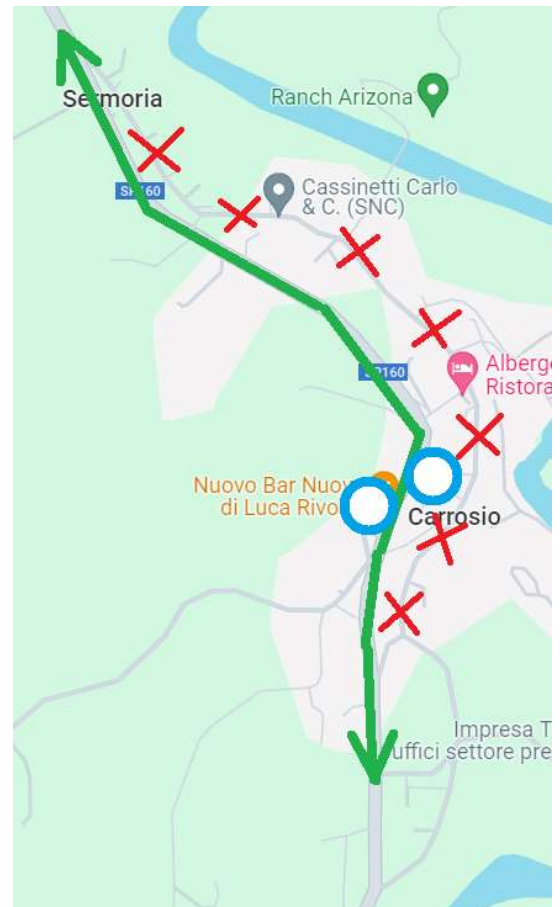 Sermoria
Ranch Arizona
Cassinetti Carlo
& C. (SNC)
SP160
SP160
Alberg
Ristora
Nuovo Bar Nuov
di Luca Rivo
Carrosio
Impresa T
uffici settore pre